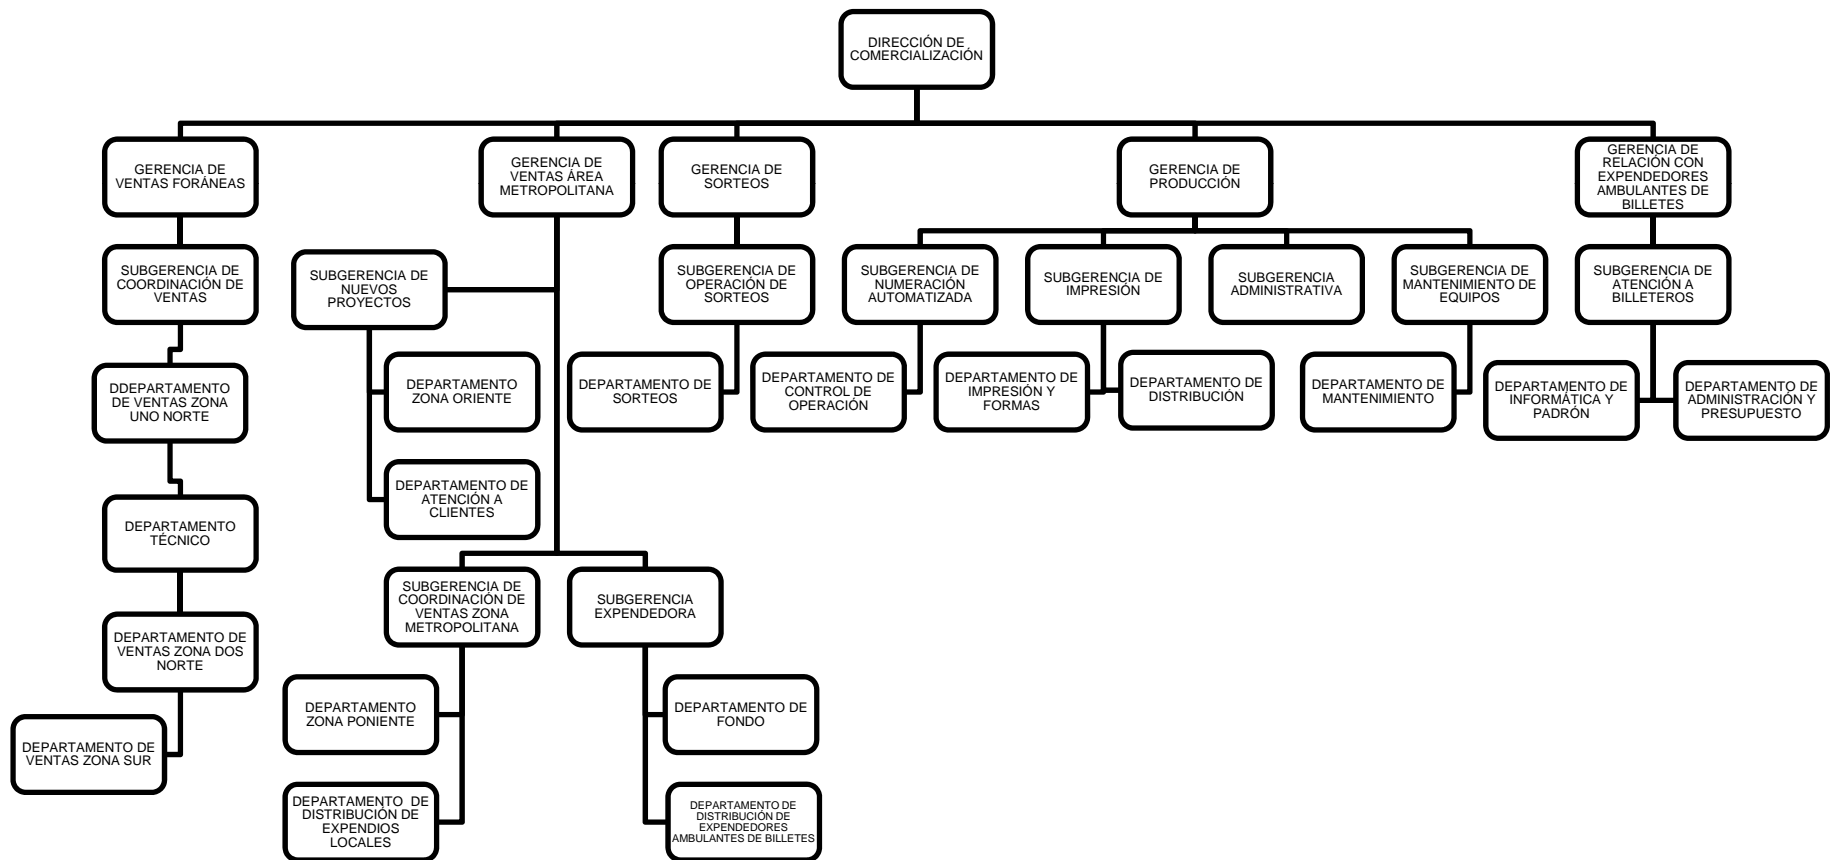 DIRECCIÓN DE
COMERCIALIZACIÓN
GERENCIA DE
VENTAS FORÁNEAS
GERENCIA DE
VENTAS ÁREA
METROPOLITANA
GERENCIA DE
SORTEOS
GERENCIA DE
PRODUCCIÓN
GERENCIA DE
RELACIÓN CON
EXPENDEDORES
AMBULANTES DE
BILLETES
SUBGERENCIA DE
COORDINACIÓN DE
VENTAS
SUBGERENCIA DE
NUEVOS
PROYECTOS
SUBGERENCIA DE
OPERACIÓN DE
SORTEOS
SUBGERENCIA DE
NUMERACIÓN
AUTOMATIZADA
SUBGERENCIA DE
IMPRESIÓN
SUBGERENCIA
ADMINISTRATIVA
SUBGERENCIA DE
MANTENIMIENTO DE
EQUIPOS
SUBGERENCIA DE
ATENCIÓN A
BILLETEROS
DDEPARTAMENTO
DE VENTAS ZONA
UNO NORTE
DEPARTAMENTO
ZONA ORIENTE
DEPARTAMENTO DE
SORTEOS
DEPARTAMENTO DE
CONTROL DE
OPERACIÓN
DEPARTAMENTO DE
IMPRESIÓN Y
FORMAS
DEPARTAMENTO DE
DISTRIBUCIÓN
DEPARTAMENTO DE
MANTENIMIENTO
DEPARTAMENTO DE
INFORMÁTICA Y
PADRÓN
DEPARTAMENTO DE
ADMINISTRACIÓN Y
PRESUPUESTO
DEPARTAMENTO DE
ATENCIÓN A
CLIENTES
DEPARTAMENTO
TÉCNICO
SUBGERENCIA DE
COORDINACIÓN DE
VENTAS ZONA
METROPOLITANA
SUBGERENCIA
EXPENDEDORA
DEPARTAMENTO DE
VENTAS ZONA DOS
NORTE
DEPARTAMENTO
ZONA PONIENTE
DEPARTAMENTO DE
FONDO
DEPARTAMENTO DE
VENTAS ZONA SUR
DEPARTAMENTO DE
DISTRIBUCIÓN DE
EXPENDIOS
LOCALES
DEPARTAMENTO DE
DISTRIBUCIÓN DE
EXPENDEDORES
AMBULANTES DE BILLETES